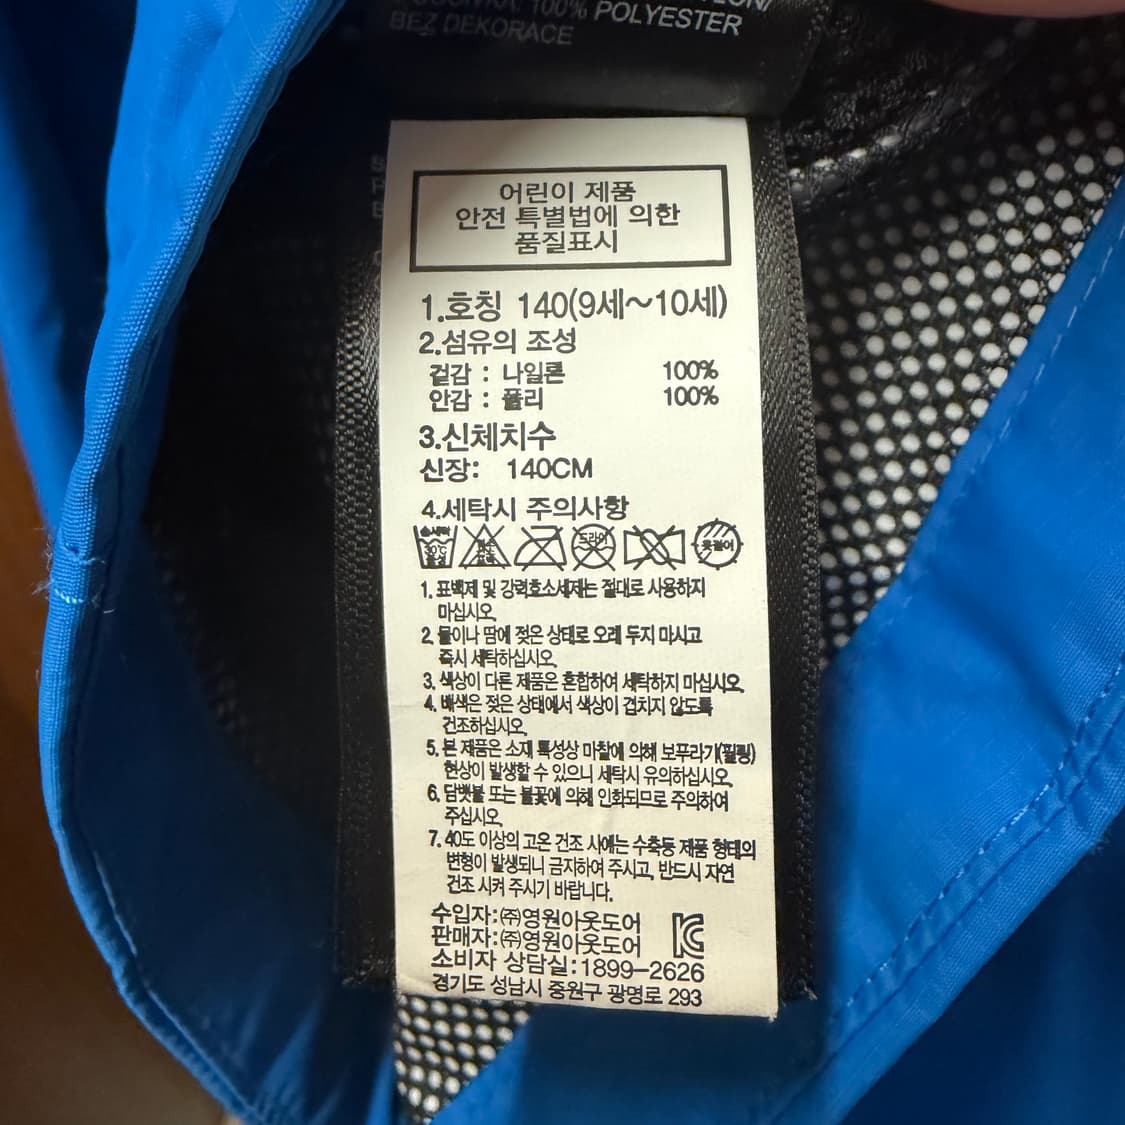 100% POLYESTER
BEZ DEKORACE
어린이 제품
안전 특별법에 의한
품질표시
1.호칭 140(9세~10세)
2.섬유의 조성
겉감 : 나일론 100%
안감 : 폴리 100%
3.신체치수
신장: 140CM
4.세탁시 주의사항
손세탁 30℃ 중성 드라이 옷걸이
1. 표백제 및 강력효소세제는 절대로 사용하지
마십시오.
2. 물이나 땀에 젖은 상태로 오래 두지 마시고
즉시 세탁하십시오.
3. 색상이 다른 제품은 혼합하여 세탁하지 마십시오.
4. 배색은 젖은 상태에서 색상이 겹치지 않도록
건조하십시오.
5. 본 제품은 소재 특성상 마찰에 의해 보푸라기(필링)
현상이 발생할 수 있으니 세탁시 유의하십시오.
6. 담뱃불 또는 불꽃에 의해 인화되므로 주의하여
주십시오.
7. 40도 이상의 고온 건조 시에는 수축등 제품 형태의
변형이 발생되니 금지하여 주시고, 반드시 자연
건조 시켜 주시기 바랍니다.
수입자:㈜영원아웃도어
판매자:㈜영원아웃도어
소비자 상담실:1899-2626
경기도 성남시 중원구 광명로 293